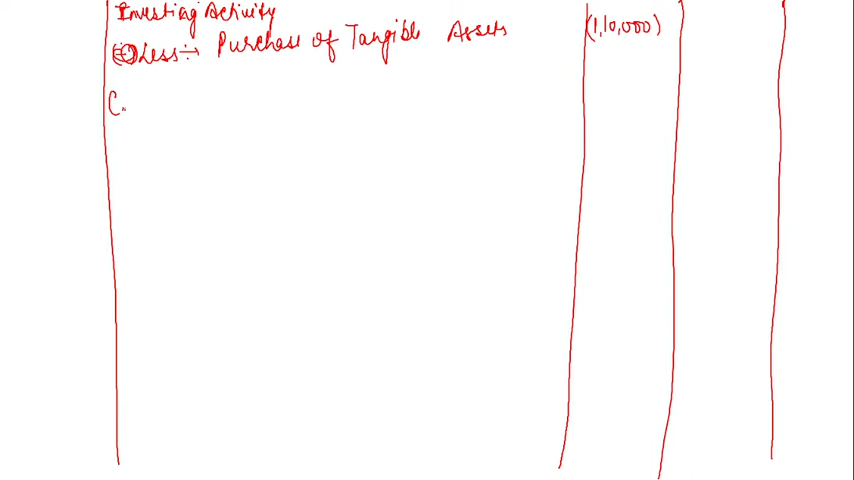 Investing Activity
(-) Less :- Purchase of Tangible Assets (1,10,000)
C.